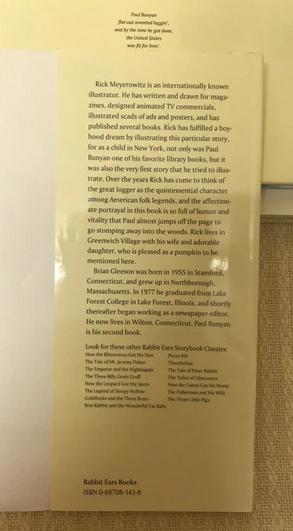 Paul Bunyan
flat-out invented loggin',
and by the time he got done,
the United States
was fit for livin'.
Rick Meyerowitz is an internationally known
illustrator. He has written and drawn for maga-
zines, designed animated TV commercials,
illustrated scads of ads and posters, and has
published several books. Rick has fulfilled a boy-
hood dream by illustrating this particular story,
for as a child in New York, not only was Paul
Bunyan one of his favorite library books, but it
was also the very first story that he tried to illus-
trate. Over the years Rick has come to think of
the great logger as the quintessential character
among American folk legends, and the affection-
ate portrayal in this book is so full of humor and
vitality that Paul almost jumps off the page to
go stomping away into the woods. Rick lives in
Greenwich Village with his wife and adorable
daughter, who is pleased as a pumpkin to be
mentioned here.
Brian Gleeson was born in 1955 in Stamford,
Connecticut, and grew up in Northborough,
Massachusetts. In 1977 he graduated from Lake
Forest College in Lake Forest, Illinois, and shortly
thereafter began working as a newspaper editor.
He now lives in Wilton, Connecticut. Paul Bunyan
is his second book.
Look for these other Rabbit Ears Storybook Classics:
How the Rhinoceros Got His Skin
The Tale of Mr. Jeremy Fisher
The Emperor and the Nightingale
The Three Billy Goats Gruff
How the Leopard Got His Spots
The Legend of Sleepy Hollow
Goldilocks and the Three Bears
Brer Rabbit and the Wonderful Tar Baby
Pecos Bill
Thumbelina
The Tale of Peter Rabbit
The Tailor of Gloucester
How the Camel Got His Hump
The Fisherman and His Wife
The Three Little Pigs
Rabbit Ears Books
ISBN 0-88708-142-8